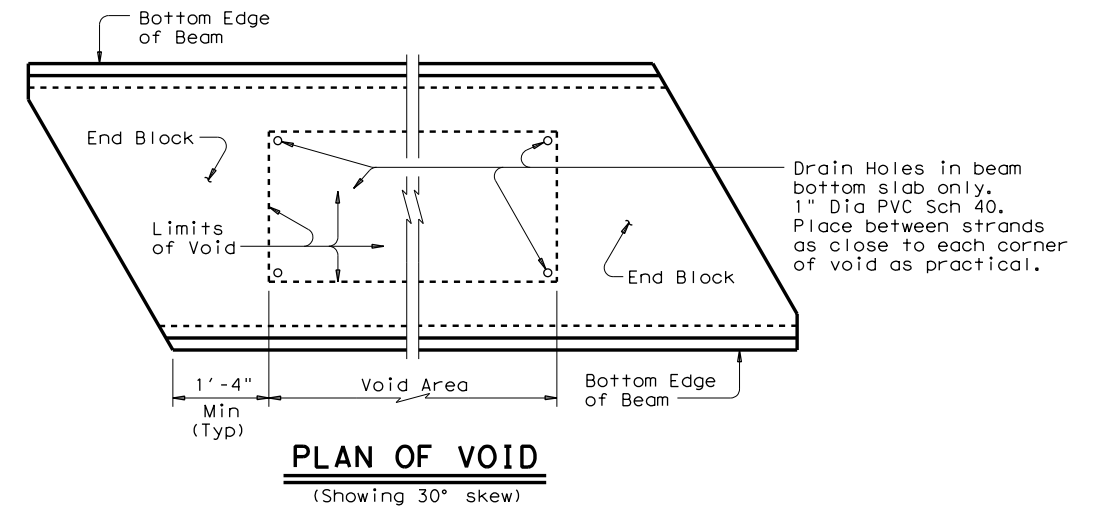 Bottom Edge
of Beam
End Block
Drain Holes in beam
bottom slab only.
1" Dia PVC Sch 40.
Place between strands
as close to each corner
of void as practical.
Limits
of Void
End Block
1'-4"
Min
(Typ)
Void Area
Bottom Edge
of Beam
PLAN OF VOID
(Showing 30° skew)